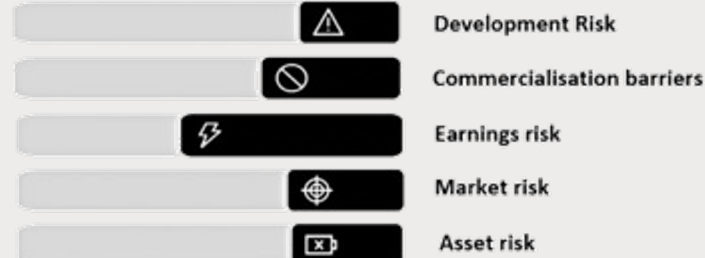 Development Risk
Commercialisation barriers
Earnings risk
Market risk
Asset risk